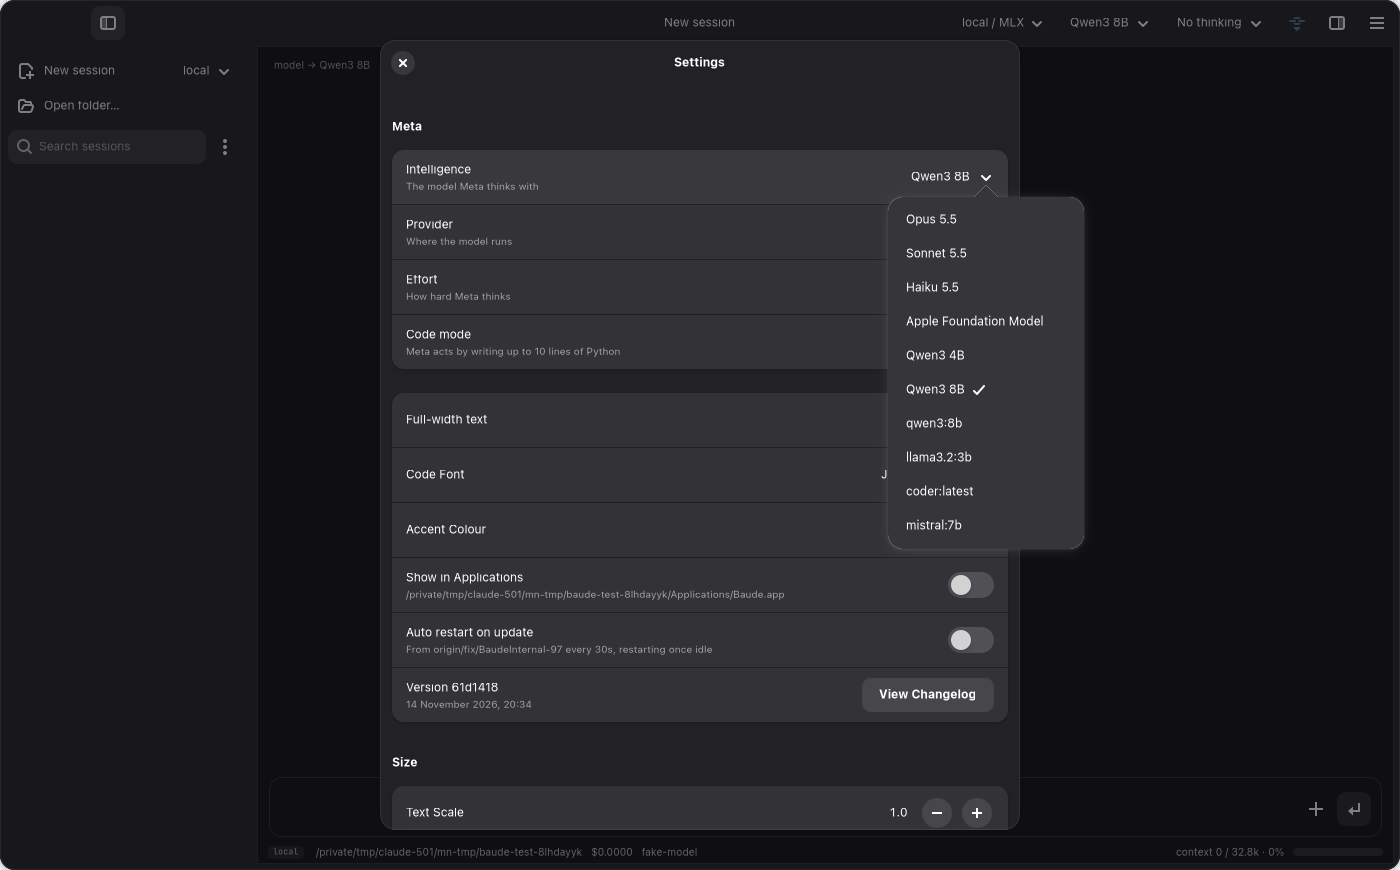 New session
local / MLX
Qwen3 8B
No thinking
New session
local
Open folder...
Search sessions
model → Qwen3 8B
Settings
Meta
Intelligence
The model Meta thinks with
Qwen3 8B
Provider
Where the model runs
Effort
How hard Meta thinks
Code mode
Meta acts by writing up to 10 lines of Python
Opus 5.5
Sonnet 5.5
Haiku 5.5
Apple Foundation Model
Qwen3 4B
Qwen3 8B
qwen3:8b
llama3.2:3b
coder:latest
mistral:7b
Full-width text
Code Font
J
Accent Colour
Show in Applications
/private/tmp/claude-501/mn-tmp/baude-test-8lhdayyk/Applications/Baude.app
Auto restart on update
From origin/fix/BaudeInternal-97 every 30s, restarting once idle
Version 61d1418
14 November 2026, 20:34
View Changelog
Size
Text Scale
1.0
local
/private/tmp/claude-501/mn-tmp/baude-test-8lhdayyk
$0.0000
fake-model
context 0 / 32.8k · 0%